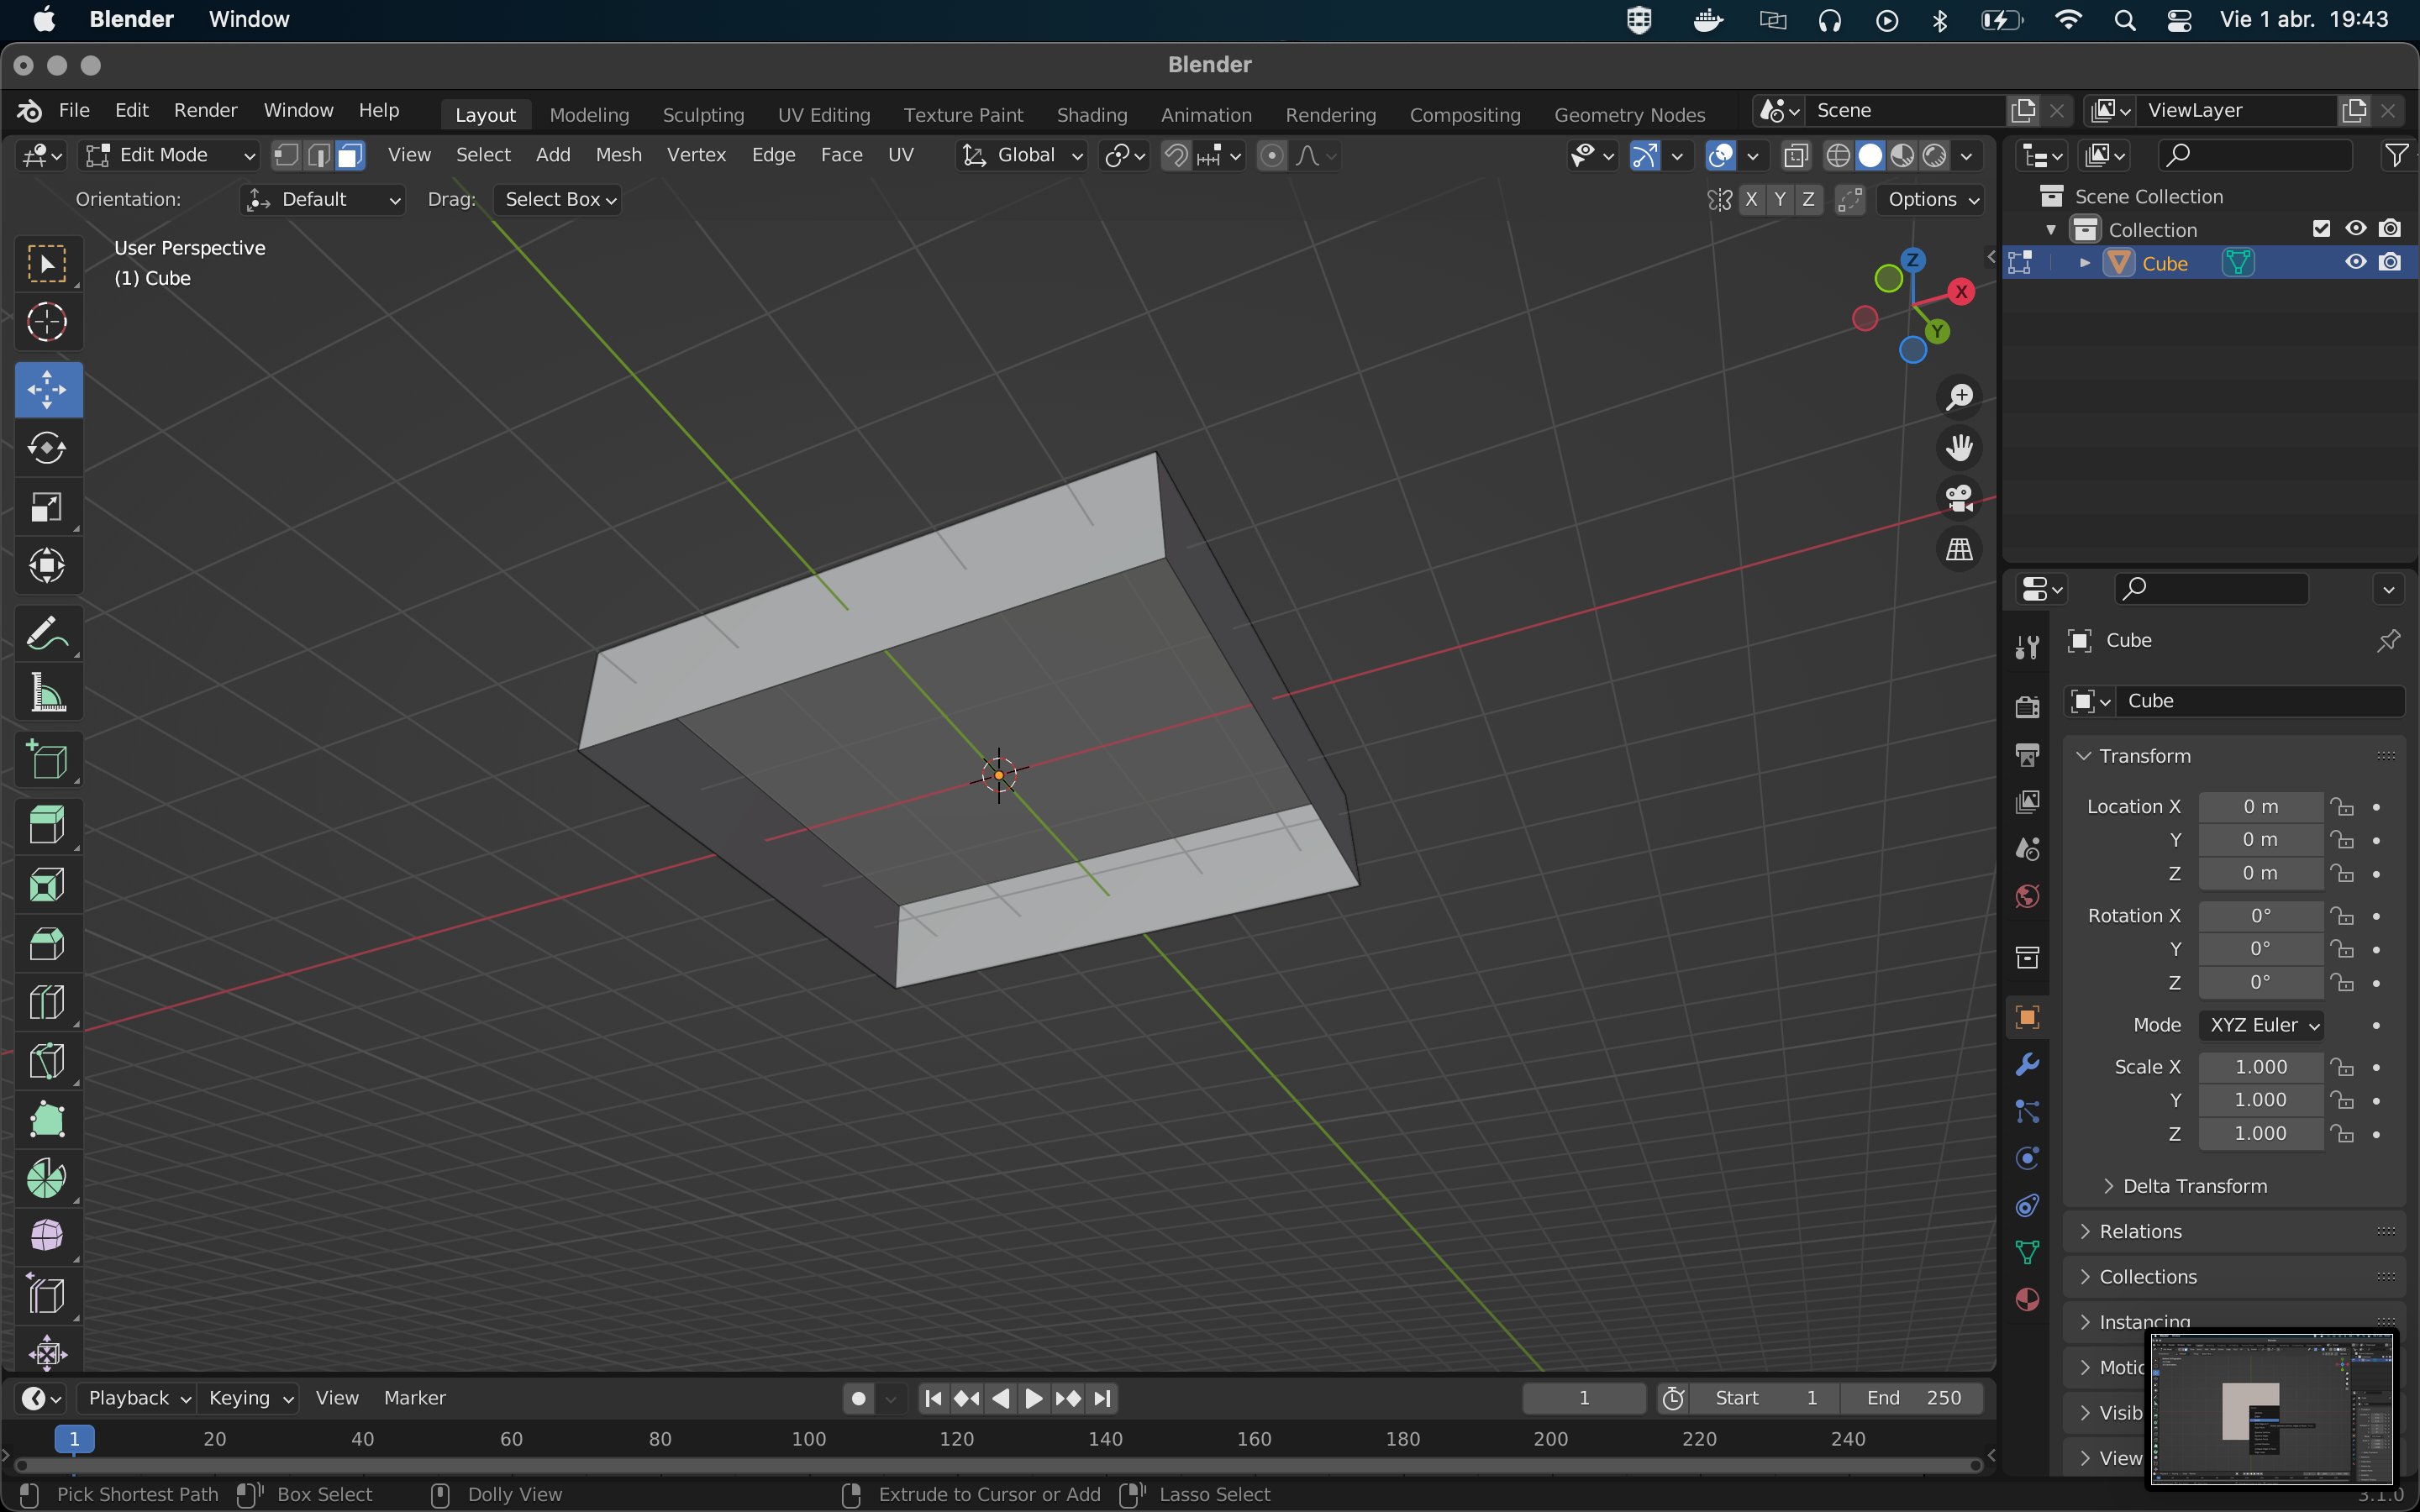 Blender Window Vie 1 abr. 19:43
Blender
File Edit Render Window Help Layout Modeling Sculpting UV Editing Texture Paint Shading Animation Rendering Compositing Geometry Nodes Scene ViewLayer
Edit Mode View Select Add Mesh Vertex Edge Face UV Global
Orientation: Default Drag: Select Box X Y Z Options
User Perspective
(1) Cube
Z
X
Y
Scene Collection
Collection
Cube
Cube
Cube
Transform
Location X 0 m
Y 0 m
Z 0 m
Rotation X 0°
Y 0°
Z 0°
Mode XYZ Euler
Scale X 1.000
Y 1.000
Z 1.000
Delta Transform
Relations
Collections
Instancing
Motic
Visib
View
Playback Keying View Marker 1 Start 1 End 250
1 20 40 60 80 100 120 140 160 180 200 220 240
Pick Shortest Path Box Select Dolly View Extrude to Cursor or Add Lasso Select 3.1.0